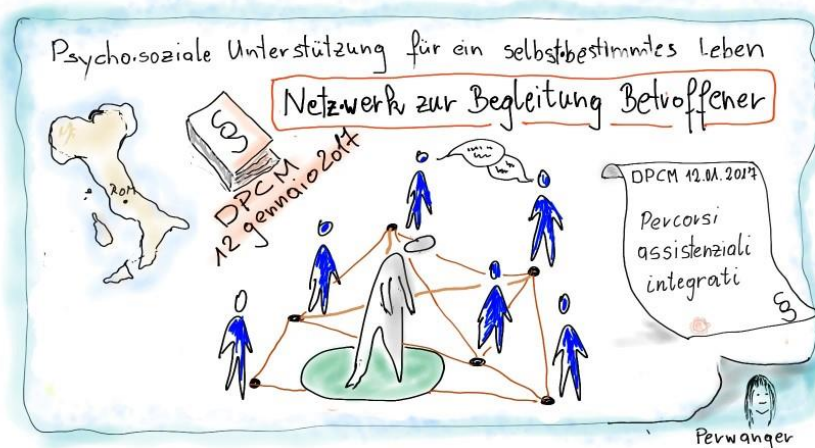 Psycho.soziale Unterstützung für ein selbst.bestimmtes Leben
Netz.werk zur Begleitung Betroffener
§
DPCM
12 gennaio 2017
ROM
DPCM 12.01.2017
Percorsi
assistenziali
integrati
§
Perwanger